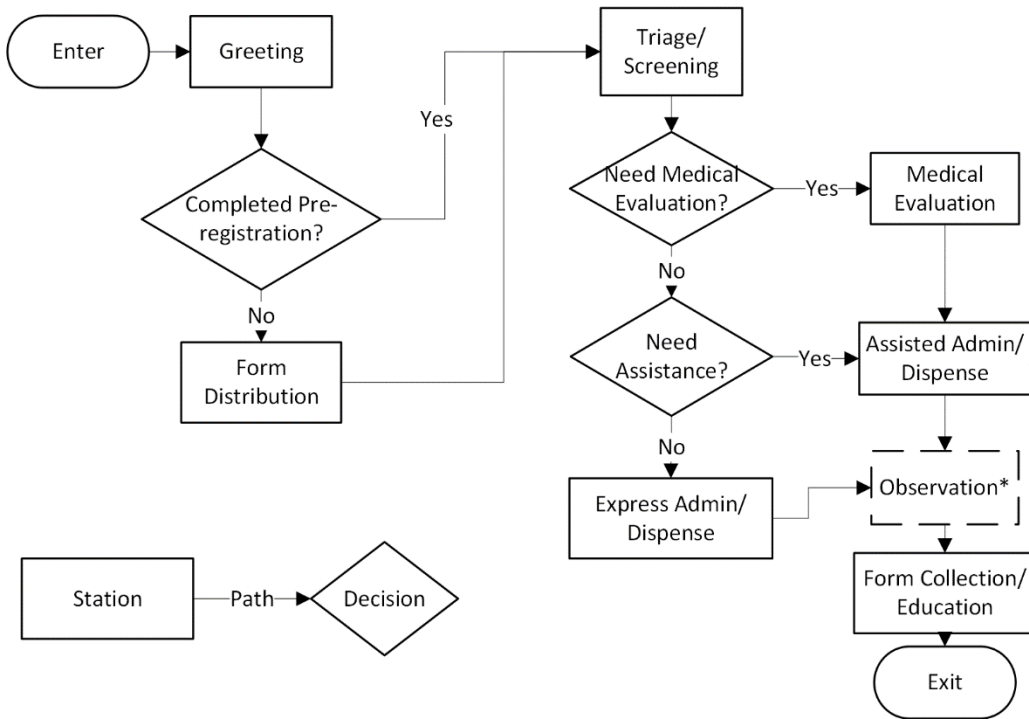 Enter
Greeting
Yes
Completed Pre-
registration?
No
Form
Distribution
Triage/
Screening
Need Medical
Evaluation?
Yes
Medical
Evaluation
No
Need
Assistance?
Yes
Assisted Admin/
Dispense
No
Express Admin/
Dispense
Observation*
Form Collection/
Education
Exit
Station
Path
Decision